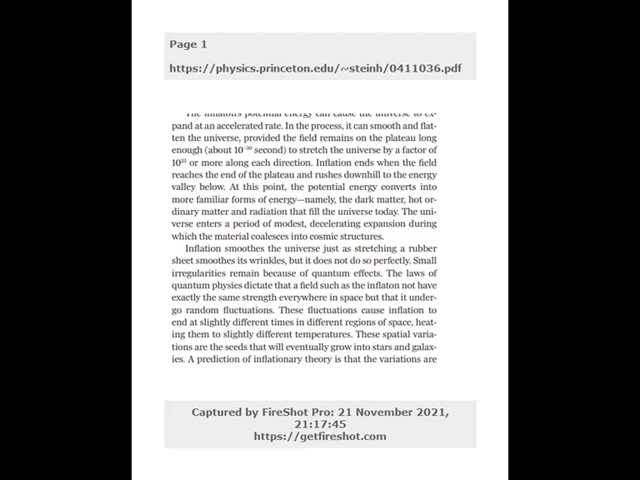 Page 1
https://physics.princeton.edu/~steinh/0411036.pdf
The inflaton's potential energy can cause the universe to ex-
pand at an accelerated rate. In the process, it can smooth and flat-
ten the universe, provided the field remains on the plateau long
enough (about 10⁻³⁰ second) to stretch the universe by a factor of
10²⁵ or more along each direction. Inflation ends when the field
reaches the end of the plateau and rushes downhill to the energy
valley below. At this point, the potential energy converts into
more familiar forms of energy—namely, the dark matter, hot or-
dinary matter and radiation that fill the universe today. The uni-
verse enters a period of modest, decelerating expansion during
which the material coalesces into cosmic structures.
Inflation smoothes the universe just as stretching a rubber
sheet smoothes its wrinkles, but it does not do so perfectly. Small
irregularities remain because of quantum effects. The laws of
quantum physics dictate that a field such as the inflaton not have
exactly the same strength everywhere in space but that it under-
go random fluctuations. These fluctuations cause inflation to
end at slightly different times in different regions of space, heat-
ing them to slightly different temperatures. These spatial varia-
tions are the seeds that will eventually grow into stars and galax-
ies. A prediction of inflationary theory is that the variations are
Captured by FireShot Pro: 21 November 2021,
21:17:45
https://getfireshot.com